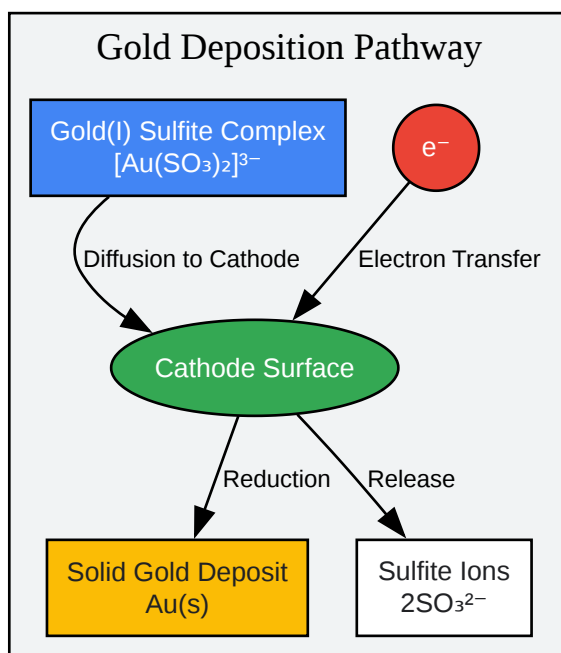 Gold Deposition Pathway
Gold(I) Sulfite Complex
[Au(SO₃)₂]³⁻
e⁻
Diffusion to Cathode
Electron Transfer
Cathode Surface
Reduction
Release
Solid Gold Deposit
Au(s)
Sulfite Ions
2SO₃²⁻